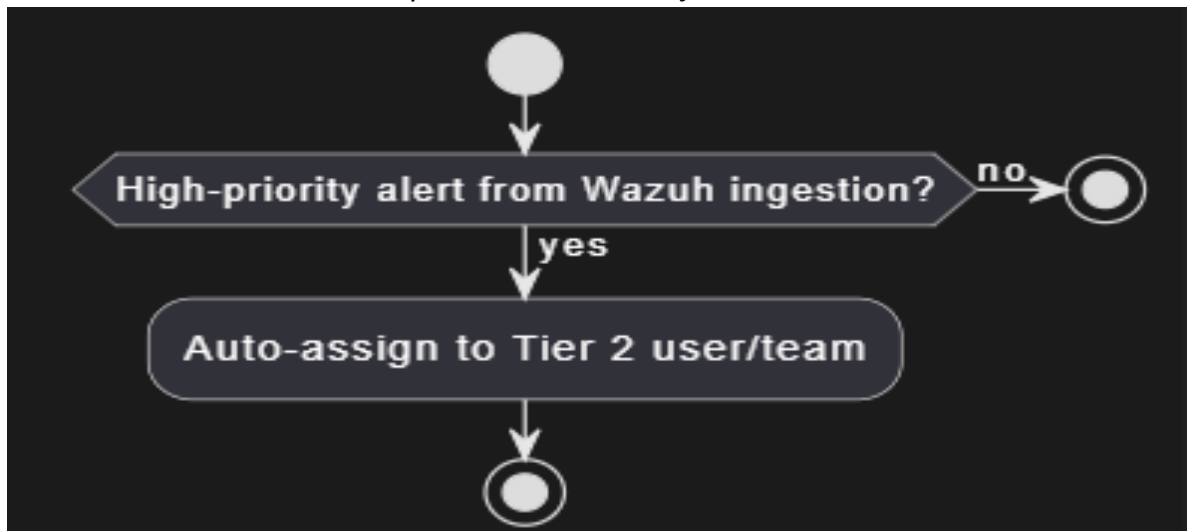 High-priority alert from Wazuh ingestion?
no
yes
Auto-assign to Tier 2 user/team